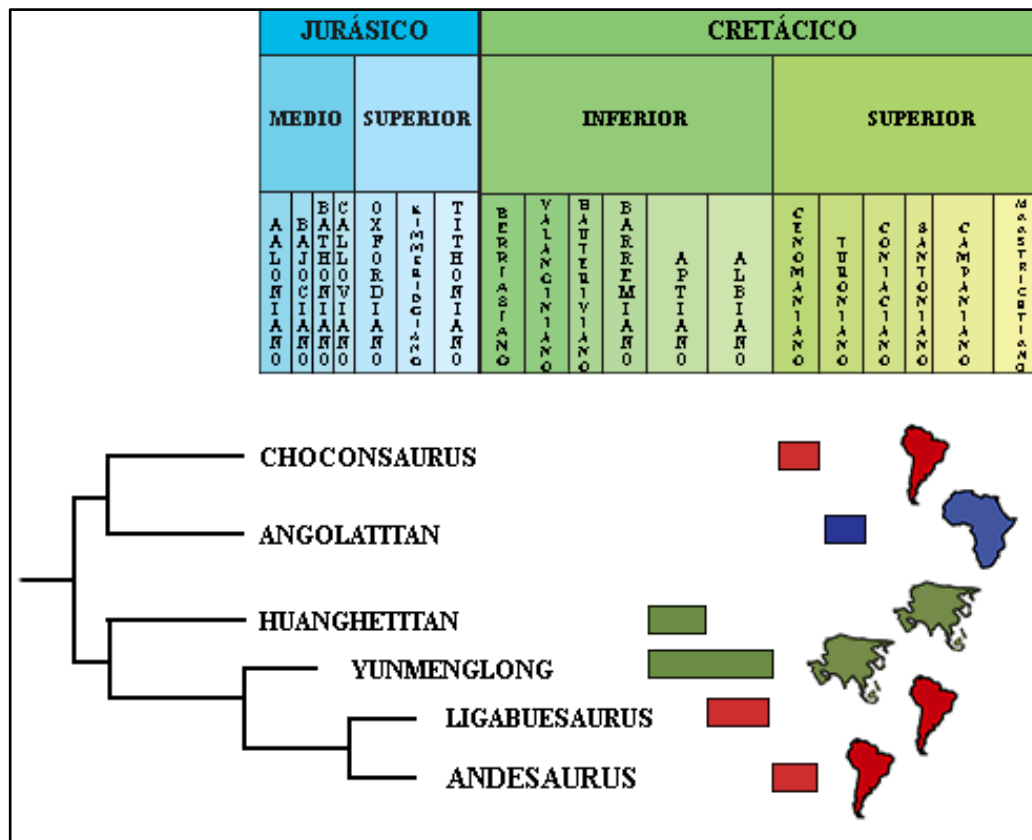 JURÁSICO
CRETÁCICO
MEDIO
SUPERIOR
INFERIOR
SUPERIOR
AALONIANO
BAJOCIANO
BATHONIANO
CALLOVIANO
OXFORDIANO
KIMMERIDGIANO
TITHONIANO
BERRIASIANO
VALANGINIANO
HAUTERIVIANO
BARREMIANO
APTIANO
ALBIANO
CENOMANIANO
TURONIANO
CONIACIANO
SANTONIANO
CAMPANIANO
MAASTRICHTIANO
CHOCONSAURUS
ANGOLATITAN
HUANGHETITAN
YUNMENGLONG
LIGABUESAURUS
ANDESAURUS